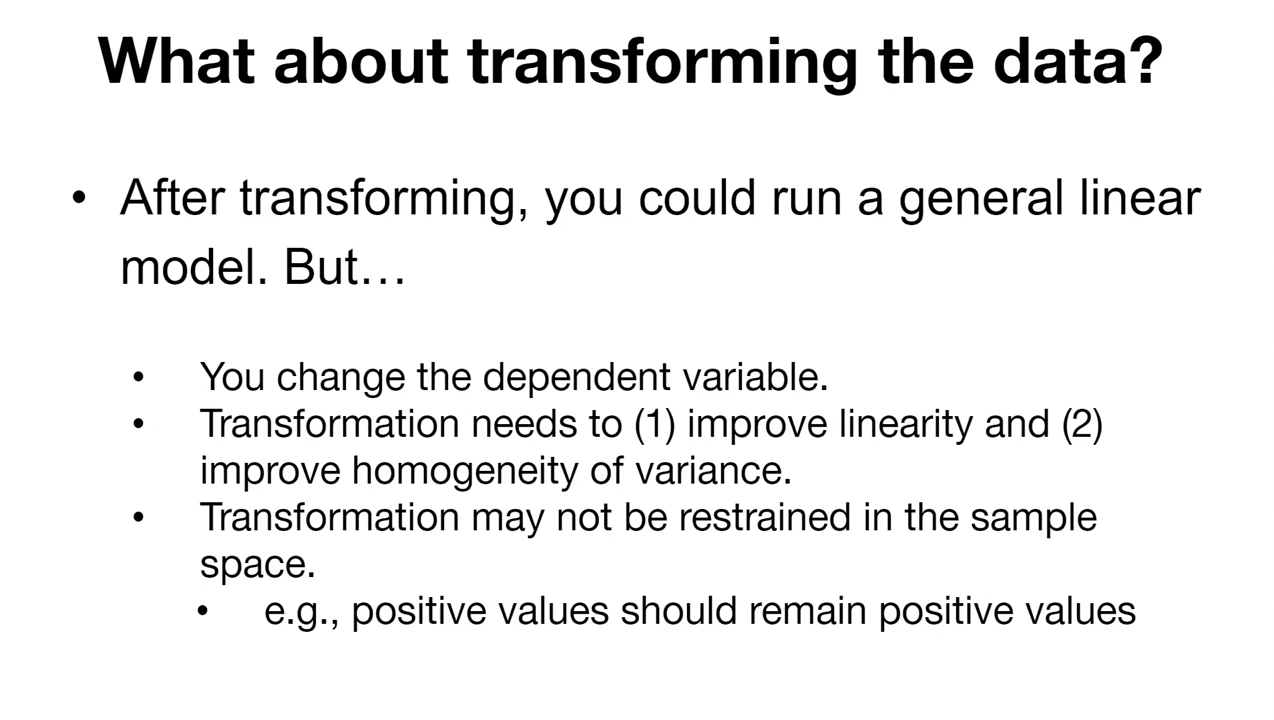 What about transforming the data?
• After transforming, you could run a general linear
model. But…
• You change the dependent variable.
• Transformation needs to (1) improve linearity and (2)
improve homogeneity of variance.
• Transformation may not be restrained in the sample
space.
• e.g., positive values should remain positive values